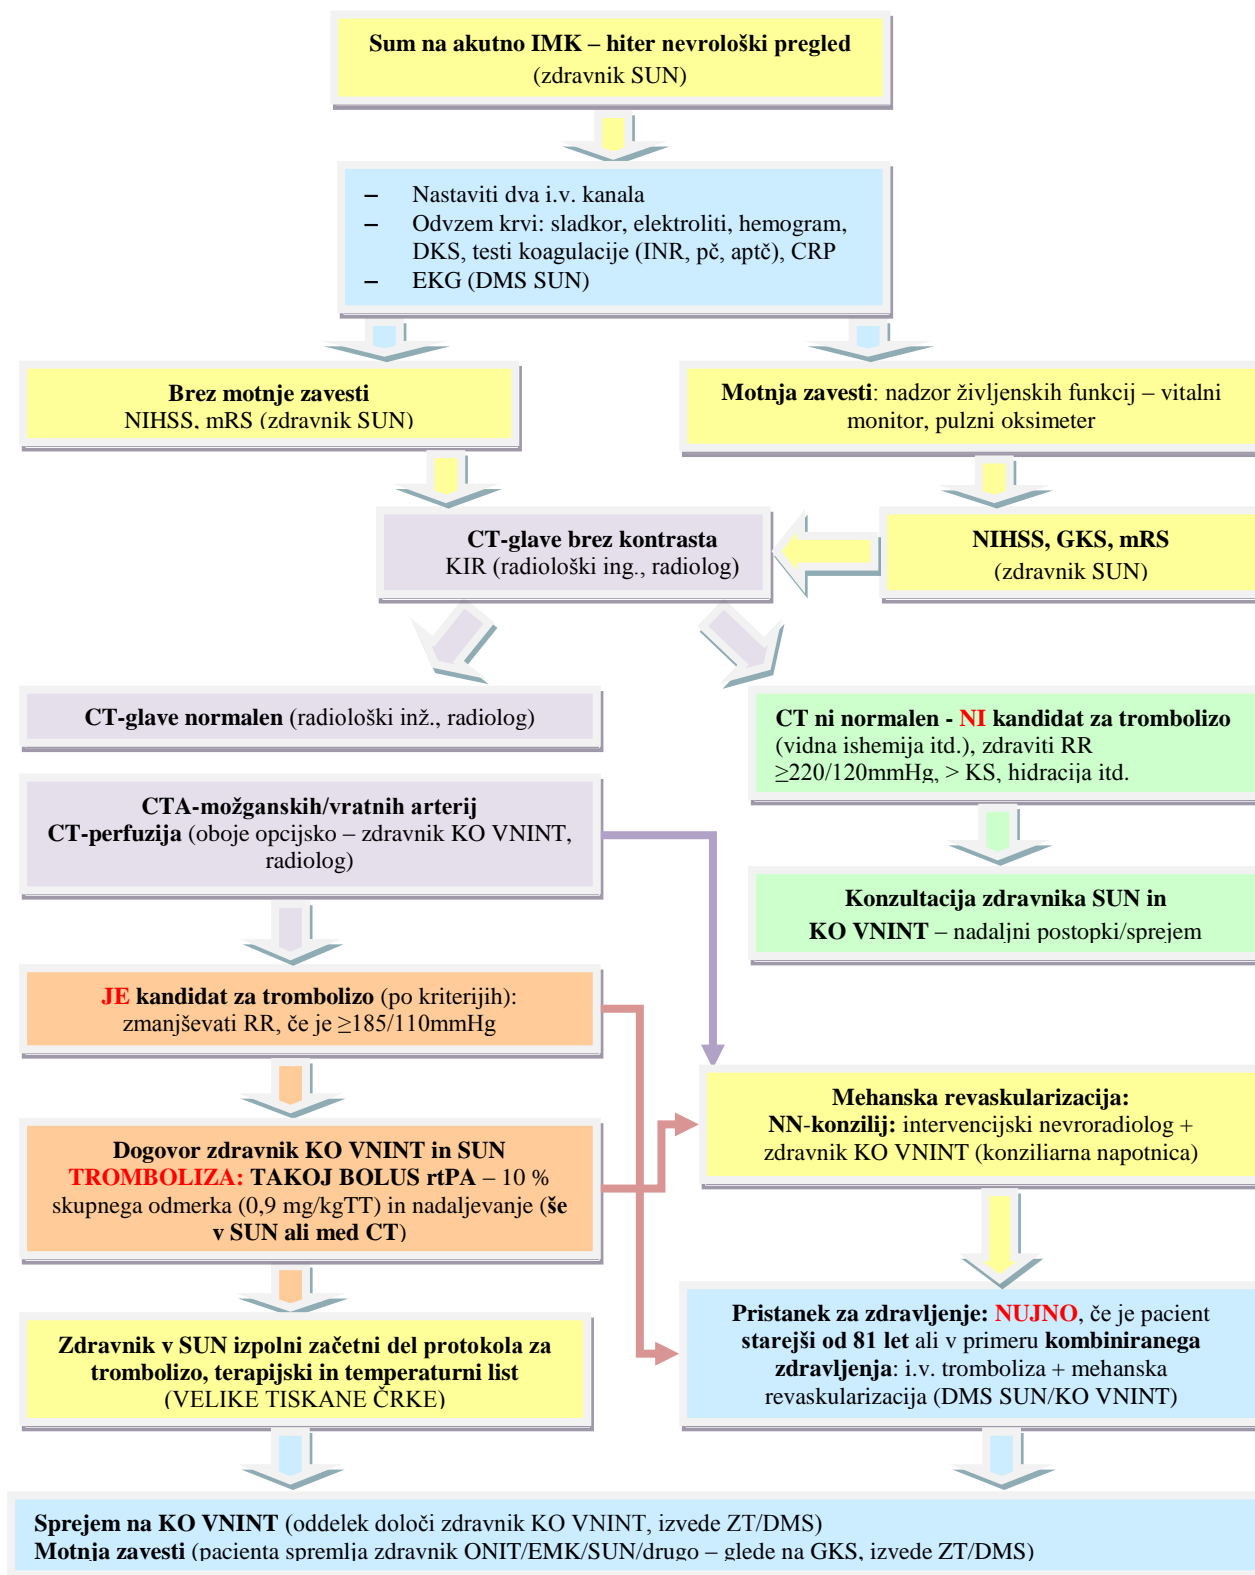 Sum na akutno IMK – hiter nevrološki pregled
(zdravnik SUN)
– Nastaviti dva i.v. kanala
– Odvzem krvi: sladkor, elektroliti, hemogram,
DKS, testi koagulacije (INR, pč, aptč), CRP
– EKG (DMS SUN)
Brez motnje zavesti
NIHSS, mRS (zdravnik SUN)
Motnja zavesti: nadzor življenskih funkcij – vitalni
monitor, pulzni oksimeter
CT-glave brez kontrasta
KIR (radiološki ing., radiolog)
NIHSS, GKS, mRS
(zdravnik SUN)
CT-glave normalen (radiološki inž., radiolog)
CT ni normalen - NI kandidat za trombolizo
(vidna ishemija itd.), zdraviti RR
≥220/120mmHg, > KS, hidracija itd.
CTA-možganskih/vratnih arterij
CT-perfuzija (oboje opcijsko – zdravnik KO VNINT,
radiolog)
Konzultacija zdravnika SUN in
KO VNINT – nadaljni postopki/sprejem
JE kandidat za trombolizo (po kriterijih):
zmanjševati RR, če je ≥185/110mmHg
Mehanska revaskularizacija:
NN-konzilij: intervencijski nevroradiolog +
zdravnik KO VNINT (konziliarna napotnica)
Dogovor zdravnik KO VNINT in SUN
TROMBOLIZA: TAKOJ BOLUS rtPA – 10 %
skupnega odmerka (0,9 mg/kgTT) in nadaljevanje (še
v SUN ali med CT)
Pristanek za zdravljenje: NUJNO, če je pacient
starejši od 81 let ali v primeru kombiniranega
zdravljenja: i.v. tromboliza + mehanska
revaskularizacija (DMS SUN/KO VNINT)
Zdravnik v SUN izpolni začetni del protokola za
trombolizo, terapijski in temperaturni list
(VELIKE TISKANE ČRKE)
Sprejem na KO VNINT (oddelek določi zdravnik KO VNINT, izvede ZT/DMS)
Motnja zavesti (pacienta spremlja zdravnik ONIT/EMK/SUN/drugo – glede na GKS, izvede ZT/DMS)